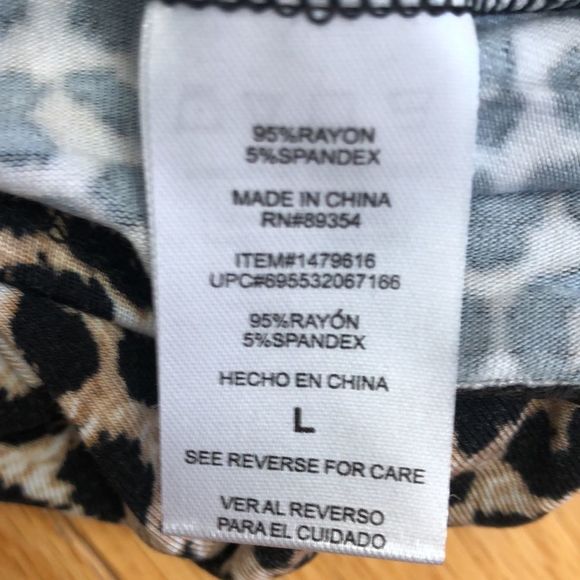 95%RAYON
5%SPANDEX
MADE IN CHINA
RN#89354
ITEM#1479616
UPC#695532067166
95%RAYÓN
5%SPANDEX
HECHO EN CHINA
L
SEE REVERSE FOR CARE
VER AL REVERSO
PARA EL CUIDADO